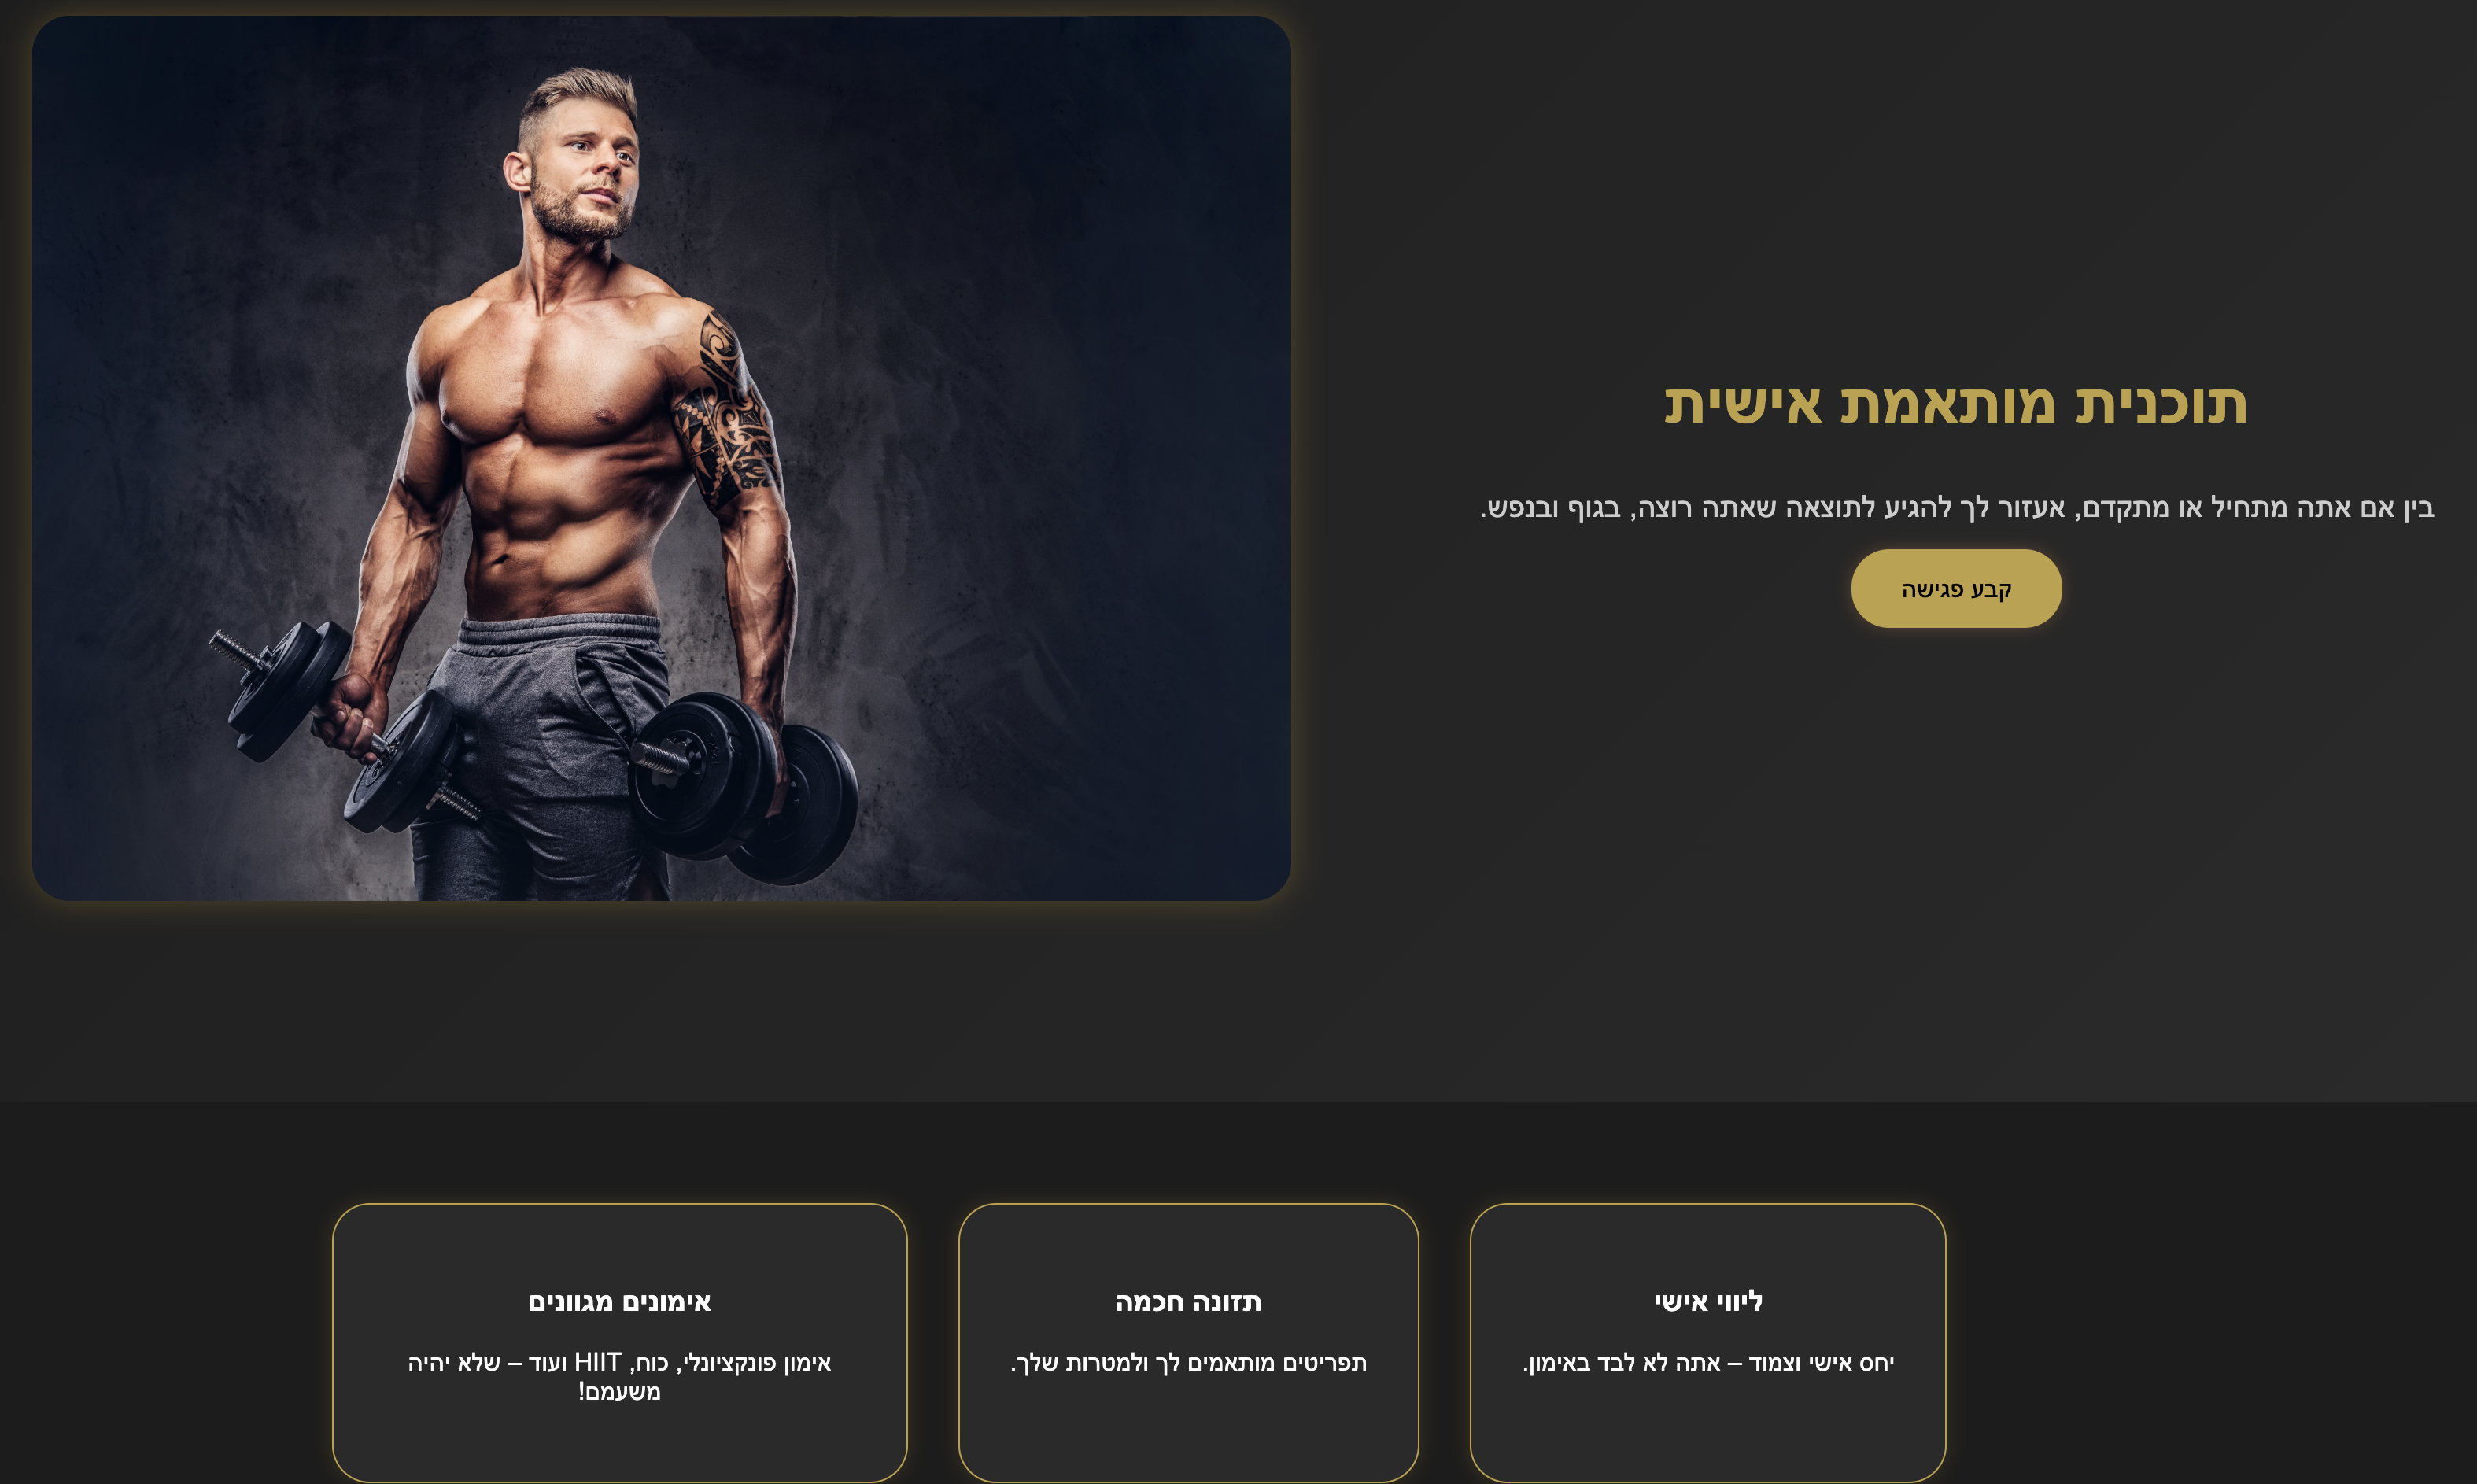 תוכנית מותאמת אישית
בין אם אתה מתחיל או מתקדם, אעזור לך להגיע לתוצאה שאתה רוצה, בגוף ובנפש.
קבע פגישה
ליווי אישי
יחס אישי וצמוד – אתה לא לבד באימון.
תזונה חכמה
תפריטים מותאמים לך ולמטרות שלך.
אימונים מגוונים
אימון פונקציונלי, כוח, HIIT ועוד – שלא יהיה
משעמם!